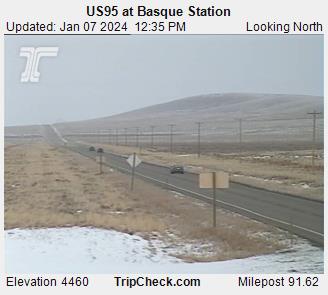 US95 at Basque Station
Updated: Jan 07 2024 12:35 PM Looking North
Elevation 4460 TripCheck.com Milepost 91.62